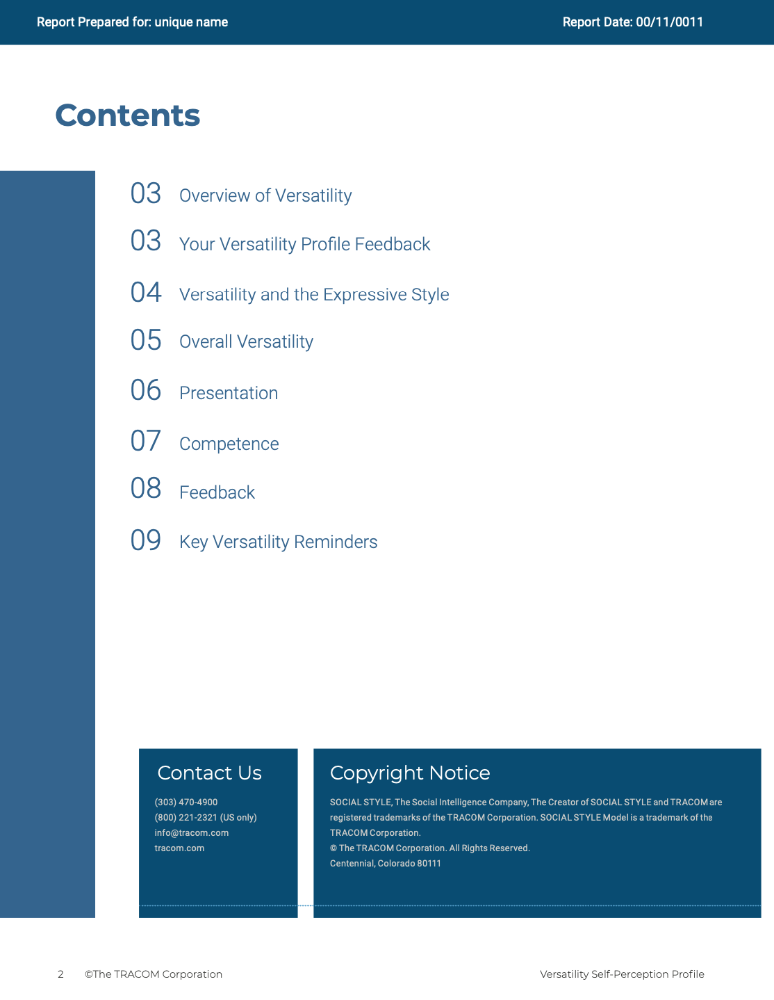 Report Prepared for: unique name
Report Date: 00/11/0011
Contents
03 Overview of Versatility
03 Your Versatility Profile Feedback
04 Versatility and the Expressive Style
05 Overall Versatility
06 Presentation
07 Competence
08 Feedback
09 Key Versatility Reminders
Contact Us
(303) 470-4900
(800) 221-2321 (US only)
info@tracom.com
tracom.com
Copyright Notice
SOCIAL STYLE, The Social Intelligence Company, The Creator of SOCIAL STYLE and TRACOM are
registered trademarks of the TRACOM Corporation. SOCIAL STYLE Model is a trademark of the
TRACOM Corporation.
© The TRACOM Corporation. All Rights Reserved.
Centennial, Colorado 80111
2 ©The TRACOM Corporation
Versatility Self-Perception Profile